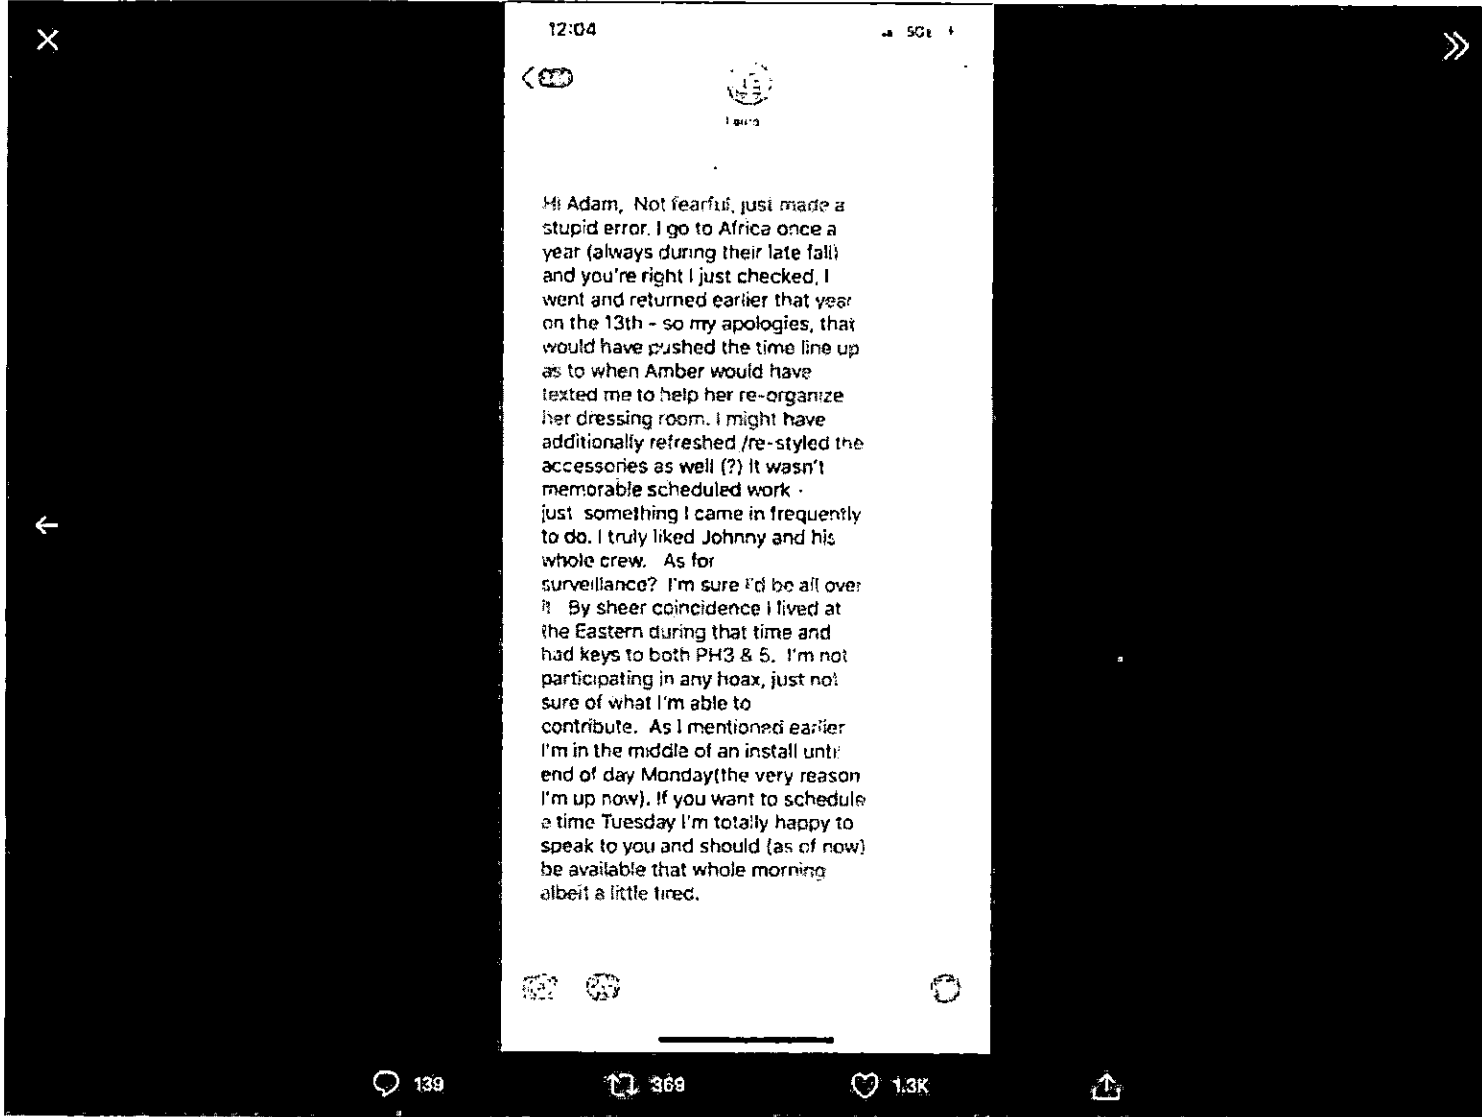 12:04
5GE
Hi Adam, Not fearful, just made a
stupid error. I go to Africa once a
year (always during their late fall)
and you're right I just checked, I
went and returned earlier that year
on the 13th - so my apologies, that
would have pushed the time line up
as to when Amber would have
texted me to help her re-organize
her dressing room. I might have
additionally refreshed /re-styled the
accessories as well (?) It wasn't
memorable scheduled work -
just something I came in frequently
to do. I truly liked Johnny and his
whole crew. As for
surveillance? I'm sure I'd be all over
it By sheer coincidence I lived at
the Eastern during that time and
had keys to both PH3 & 5. I'm not
participating in any hoax, just not
sure of what I'm able to
contribute. As I mentioned earlier
I'm in the middle of an install until
end of day Monday(the very reason
I'm up now). If you want to schedule
a time Tuesday I'm totally happy to
speak to you and should (as of now)
be available that whole morning
albeit a little tired.
139 369 1.3K